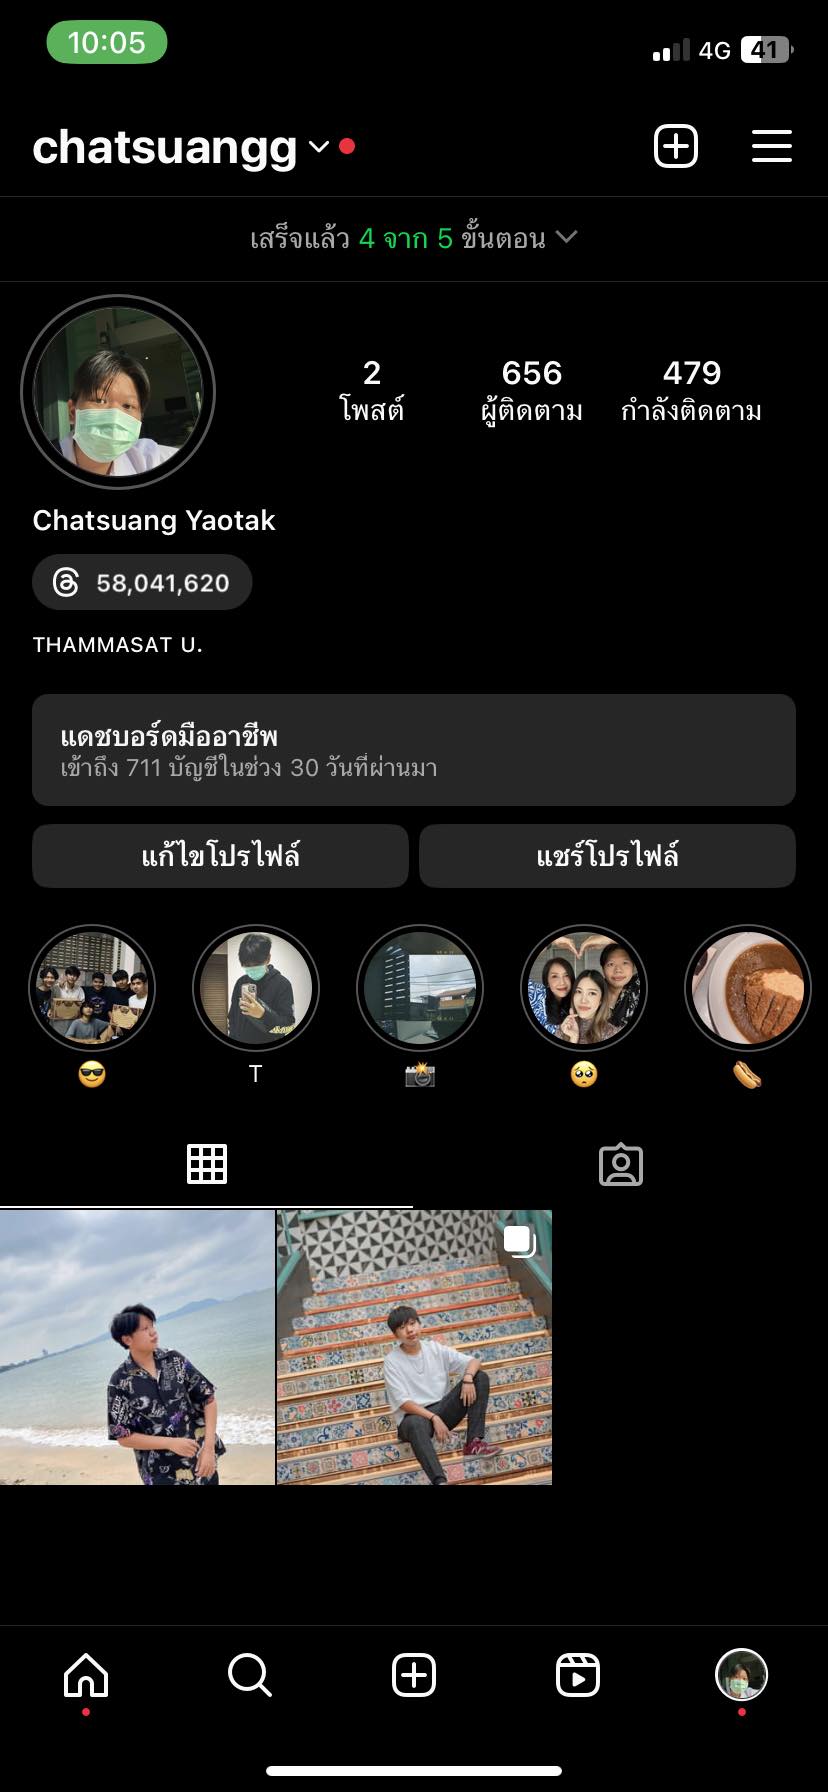 10:05
4G 41
chatsuangg
เสร็จแล้ว 4 จาก 5 ขั้นตอน
2 656 479
โพสต์ ผู้ติดตาม กำลังติดตาม
Chatsuang Yaotak
58,041,620
THAMMASAT U.
แดชบอร์ดมืออาชีพ
เข้าถึง 711 บัญชีในช่วง 30 วันที่ผ่านมา
แก้ไขโปรไฟล์ แชร์โปรไฟล์
😎 T 📸 🥺 🌭